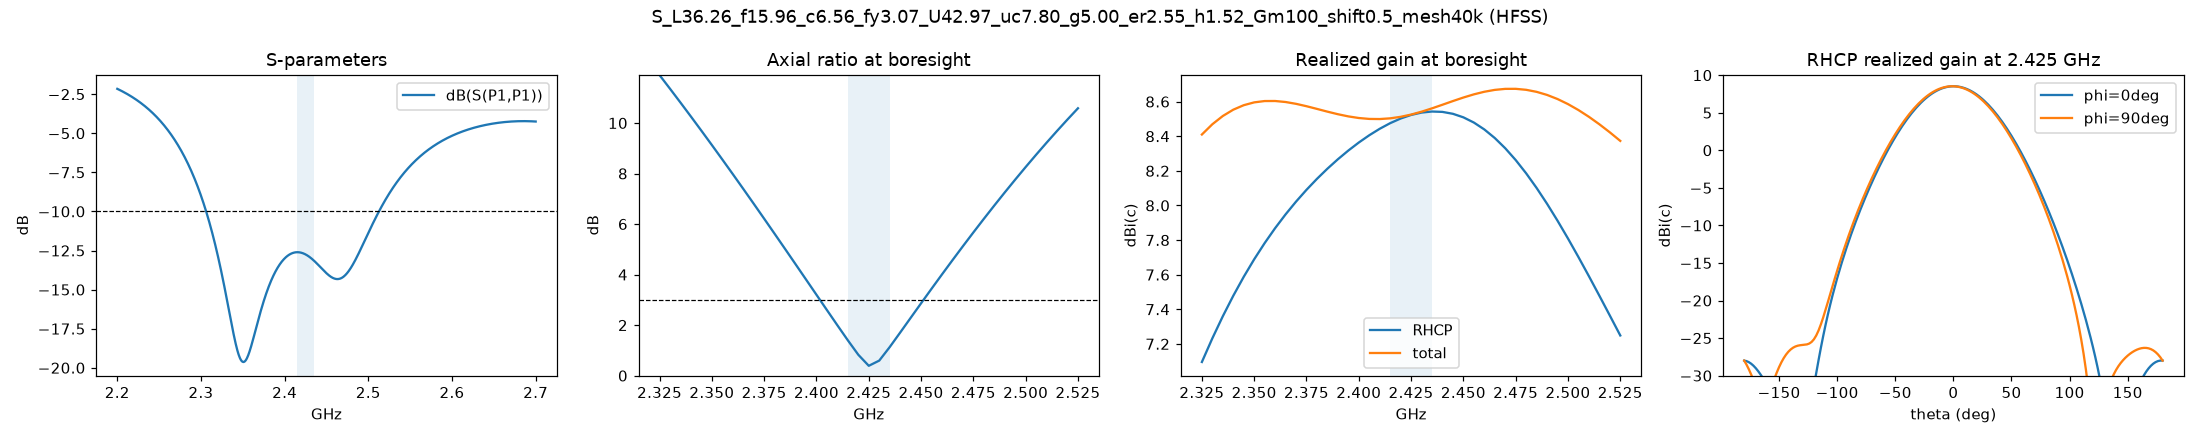 S_L36.26_f15.96_c6.56_fy3.07_U42.97_uc7.80_g5.00_er2.55_h1.52_Gm100_shift0.5_mesh40k (HFSS)
S-parameters
dB(S(P1,P1))
dB
−2.5
−5.0
−7.5
−10.0
−12.5
−15.0
−17.5
−20.0
2.2 2.3 2.4 2.5 2.6 2.7
GHz
Axial ratio at boresight
dB
10
8
6
4
2
0
2.325 2.350 2.375 2.400 2.425 2.450 2.475 2.500 2.525
GHz
Realized gain at boresight
dBi(c)
8.6
8.4
8.2
8.0
7.8
7.6
7.4
7.2
RHCP
total
2.325 2.350 2.375 2.400 2.425 2.450 2.475 2.500 2.525
GHz
RHCP realized gain at 2.425 GHz
phi=0deg
phi=90deg
dBi(c)
10
5
0
−5
−10
−15
−20
−25
−30
−150 −100 −50 0 50 100 150
theta (deg)